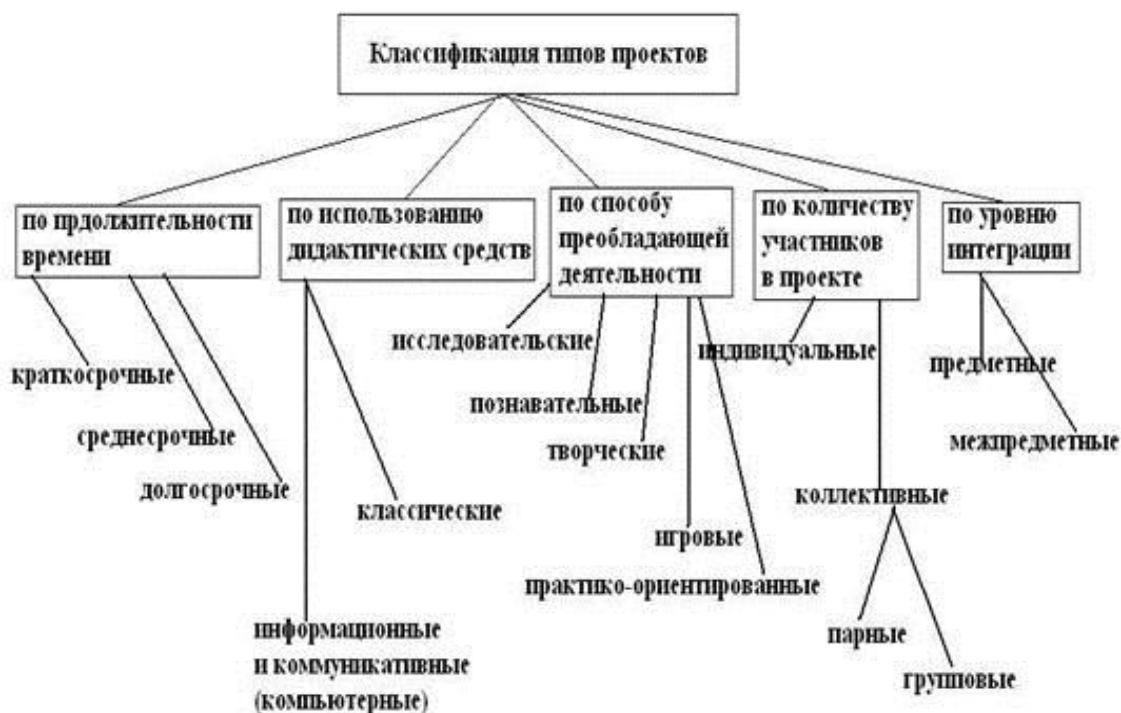 Классификация типов проектов
по прдолжительности
времени
по использованию
дидактических средств
по способу
преобладающей
деятельности
по количеству
участников
в проекте
по уровню
интеграции
краткосрочные
среднесрочные
долгосрочные
классические
информационные
и коммуникативные
(компьютерные)
исследовательские
познавательные
творческие
игровые
практико-ориентированные
индивидуальные
коллективные
парные
групповые
предметные
межпредметные